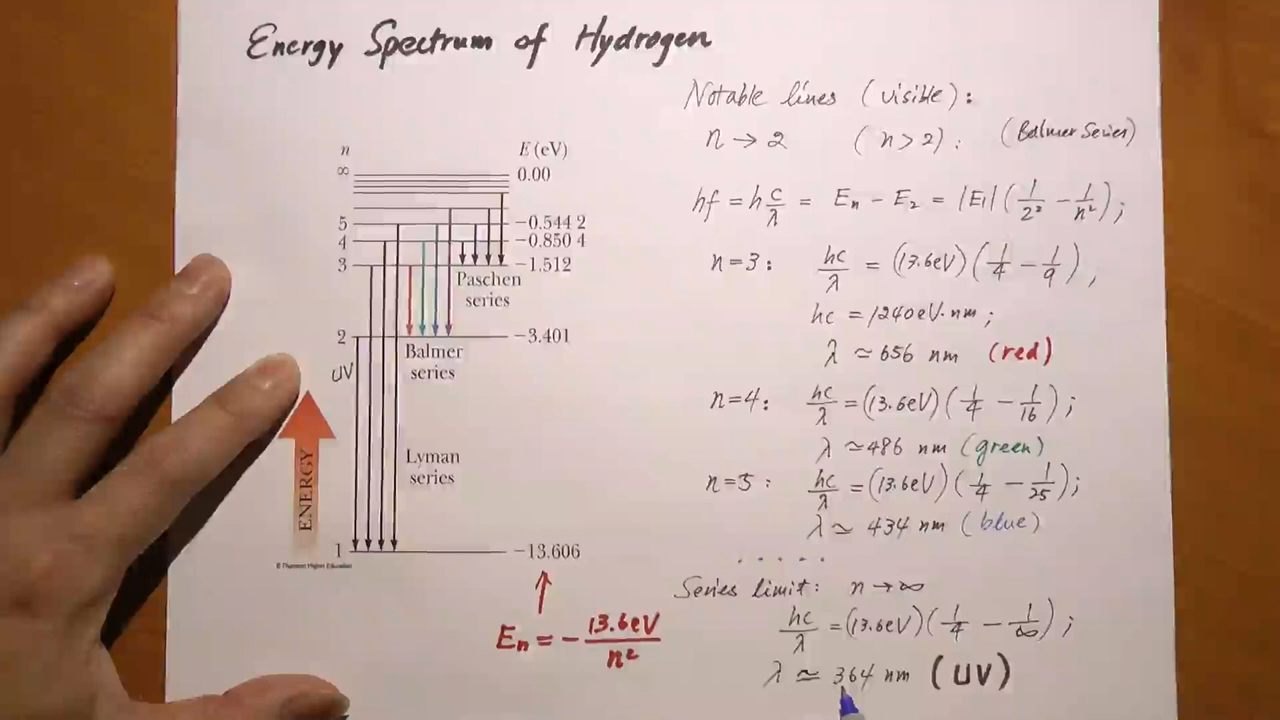 Energy Spectrum of Hydrogen
n E (eV)
∞ 0.00
5 −0.544 2
4 −0.850 4
3 −1.512
Paschen
series
2 −3.401
Balmer
series
UV
Lyman
series
ENERGY
1 −13.606
© Thomson Higher Education
En = − 13.6eV / n²
Notable lines (visible):
n → 2 (n > 2): (Balmer Series)
hf = h c/λ = En − E2 = |E1| (1/2² − 1/n²);
n=3: hc/λ = (13.6eV) (1/4 − 1/9),
hc = 1240eV·nm;
λ ≃ 656 nm (red)
n=4: hc/λ = (13.6eV) (1/4 − 1/16);
λ ≃ 486 nm (green)
n=5: hc/λ = (13.6eV) (1/4 − 1/25);
λ ≃ 434 nm (blue)
. . . . .
Series limit: n → ∞
hc/λ = (13.6eV) (1/4 − 1/∞);
λ ≃ 364 nm (UV)